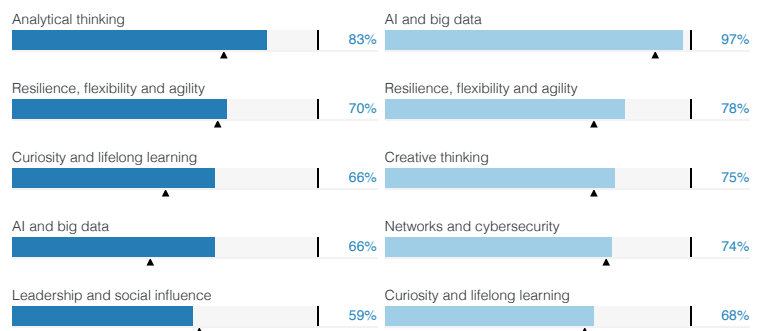 Analytical thinking
83%
Resilience, flexibility and agility
70%
Curiosity and lifelong learning
66%
AI and big data
66%
Leadership and social influence
59%
AI and big data
97%
Resilience, flexibility and agility
78%
Creative thinking
75%
Networks and cybersecurity
74%
Curiosity and lifelong learning
68%